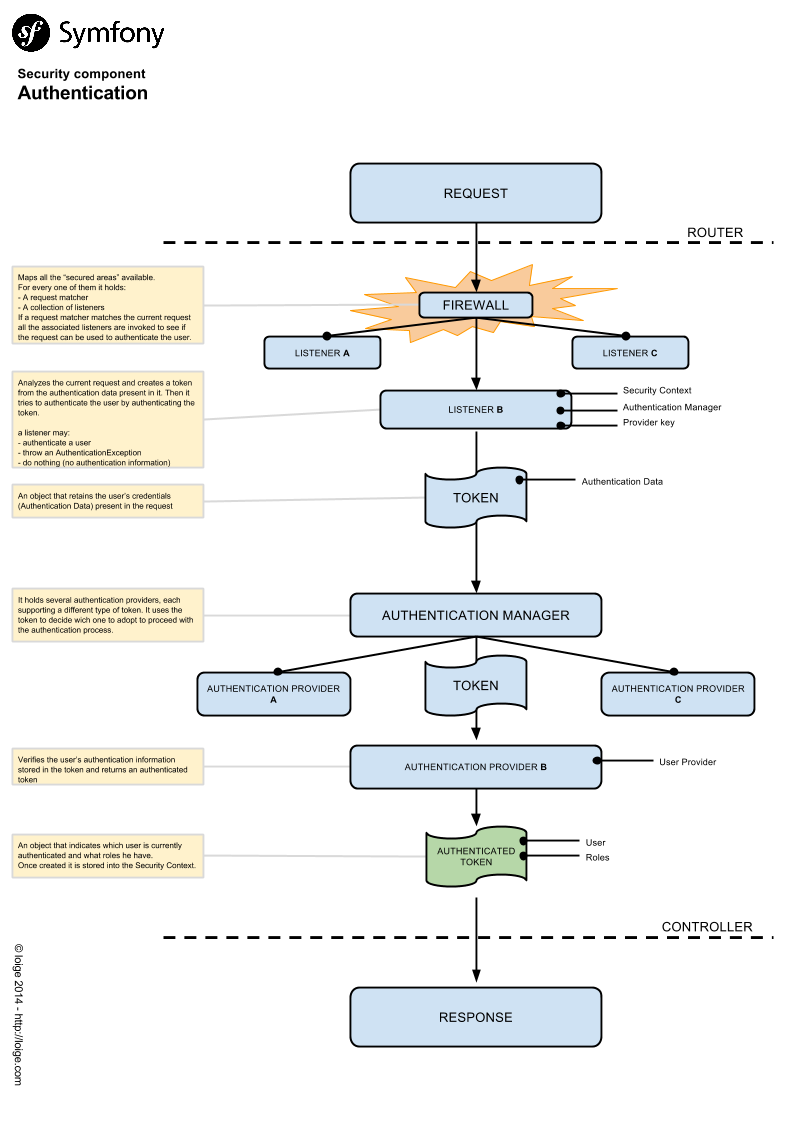 sf Symfony
Security component
Authentication
REQUEST
ROUTER
Maps all the “secured areas” available.
For every one of them it holds:
- A request matcher
- A collection of listeners
If a request matcher matches the current request
all the associated listeners are invoked to see if
the request can be used to authenticate the user.
FIREWALL
LISTENER A
LISTENER C
Analyzes the current request and creates a token
from the authentication data present in it. Then it
tries to authenticate the user by authenticating the
token.
a listener may:
- authenticate a user
- throw an AuthenticationException
- do nothing (no authentication information)
LISTENER B
Security Context
Authentication Manager
Provider key
An object that retains the user’s credentials
(Authentication Data) present in the request
TOKEN
Authentication Data
It holds several authentication providers, each
supporting a different type of token. It uses the
token to decide wich one to adopt to proceed with
the authentication process.
AUTHENTICATION MANAGER
AUTHENTICATION PROVIDER
A
TOKEN
AUTHENTICATION PROVIDER
C
Verifies the user’s authentication information
stored in the token and returns an authenticated
token
AUTHENTICATION PROVIDER B
User Provider
An object that indicates which user is currently
authenticated and what roles he have.
Once created it is stored into the Security Context.
AUTHENTICATED
TOKEN
User
Roles
CONTROLLER
RESPONSE
© loige 2014 - http://loige.com